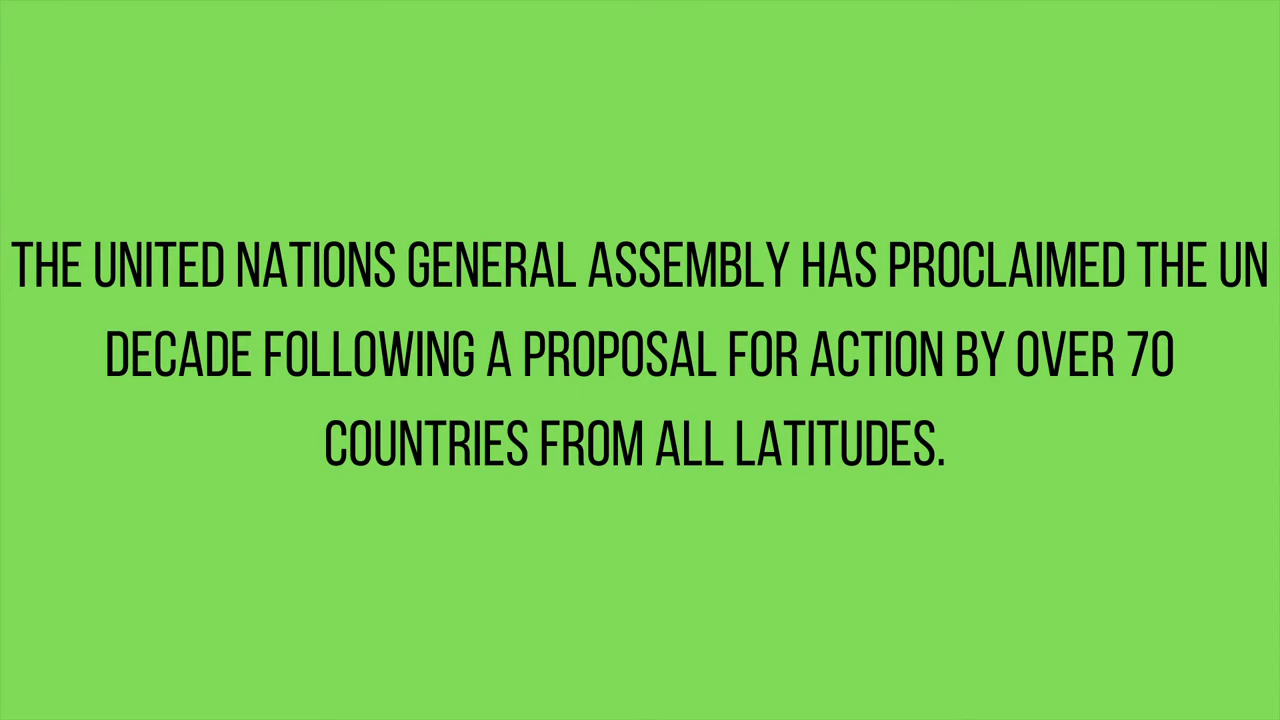 THE UNITED NATIONS GENERAL ASSEMBLY HAS PROCLAIMED THE UN
DECADE FOLLOWING A PROPOSAL FOR ACTION BY OVER 70
COUNTRIES FROM ALL LATITUDES.